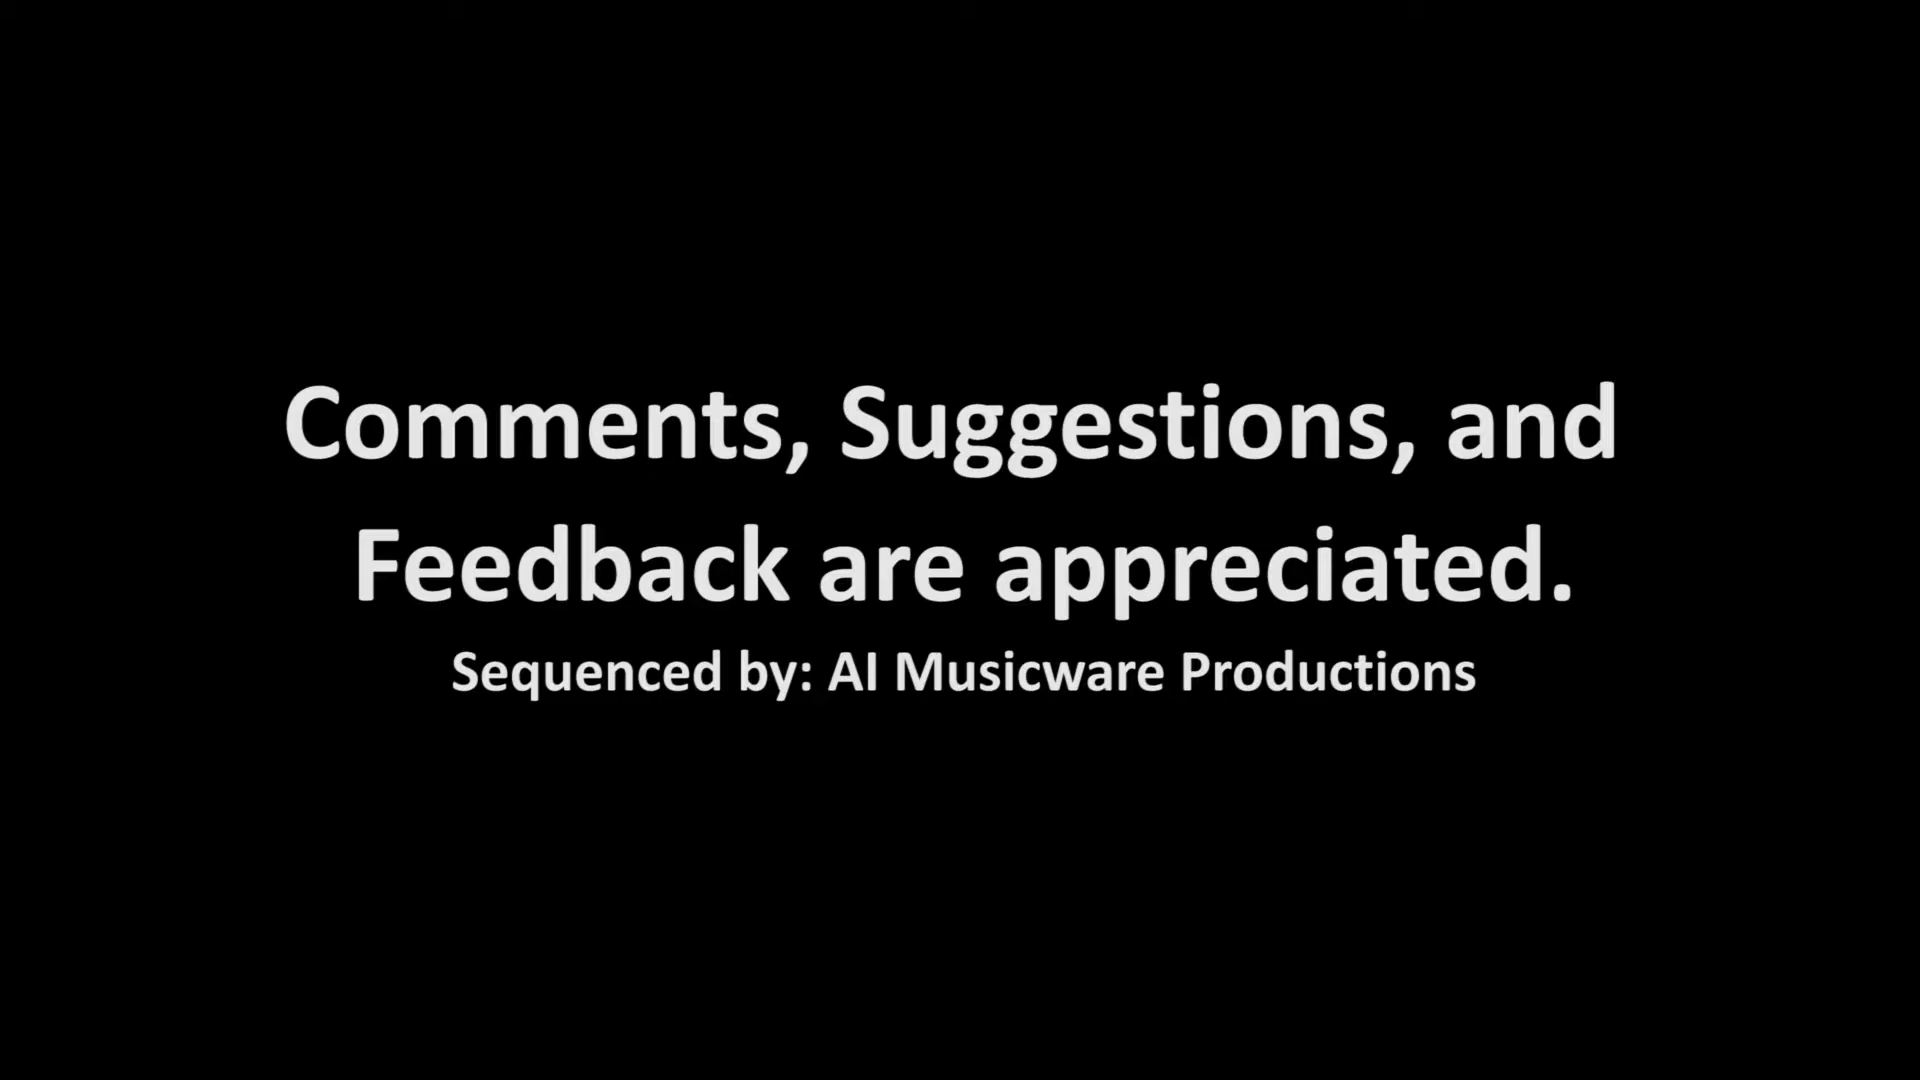 Comments, Suggestions, and
Feedback are appreciated.
Sequenced by: AI Musicware Productions